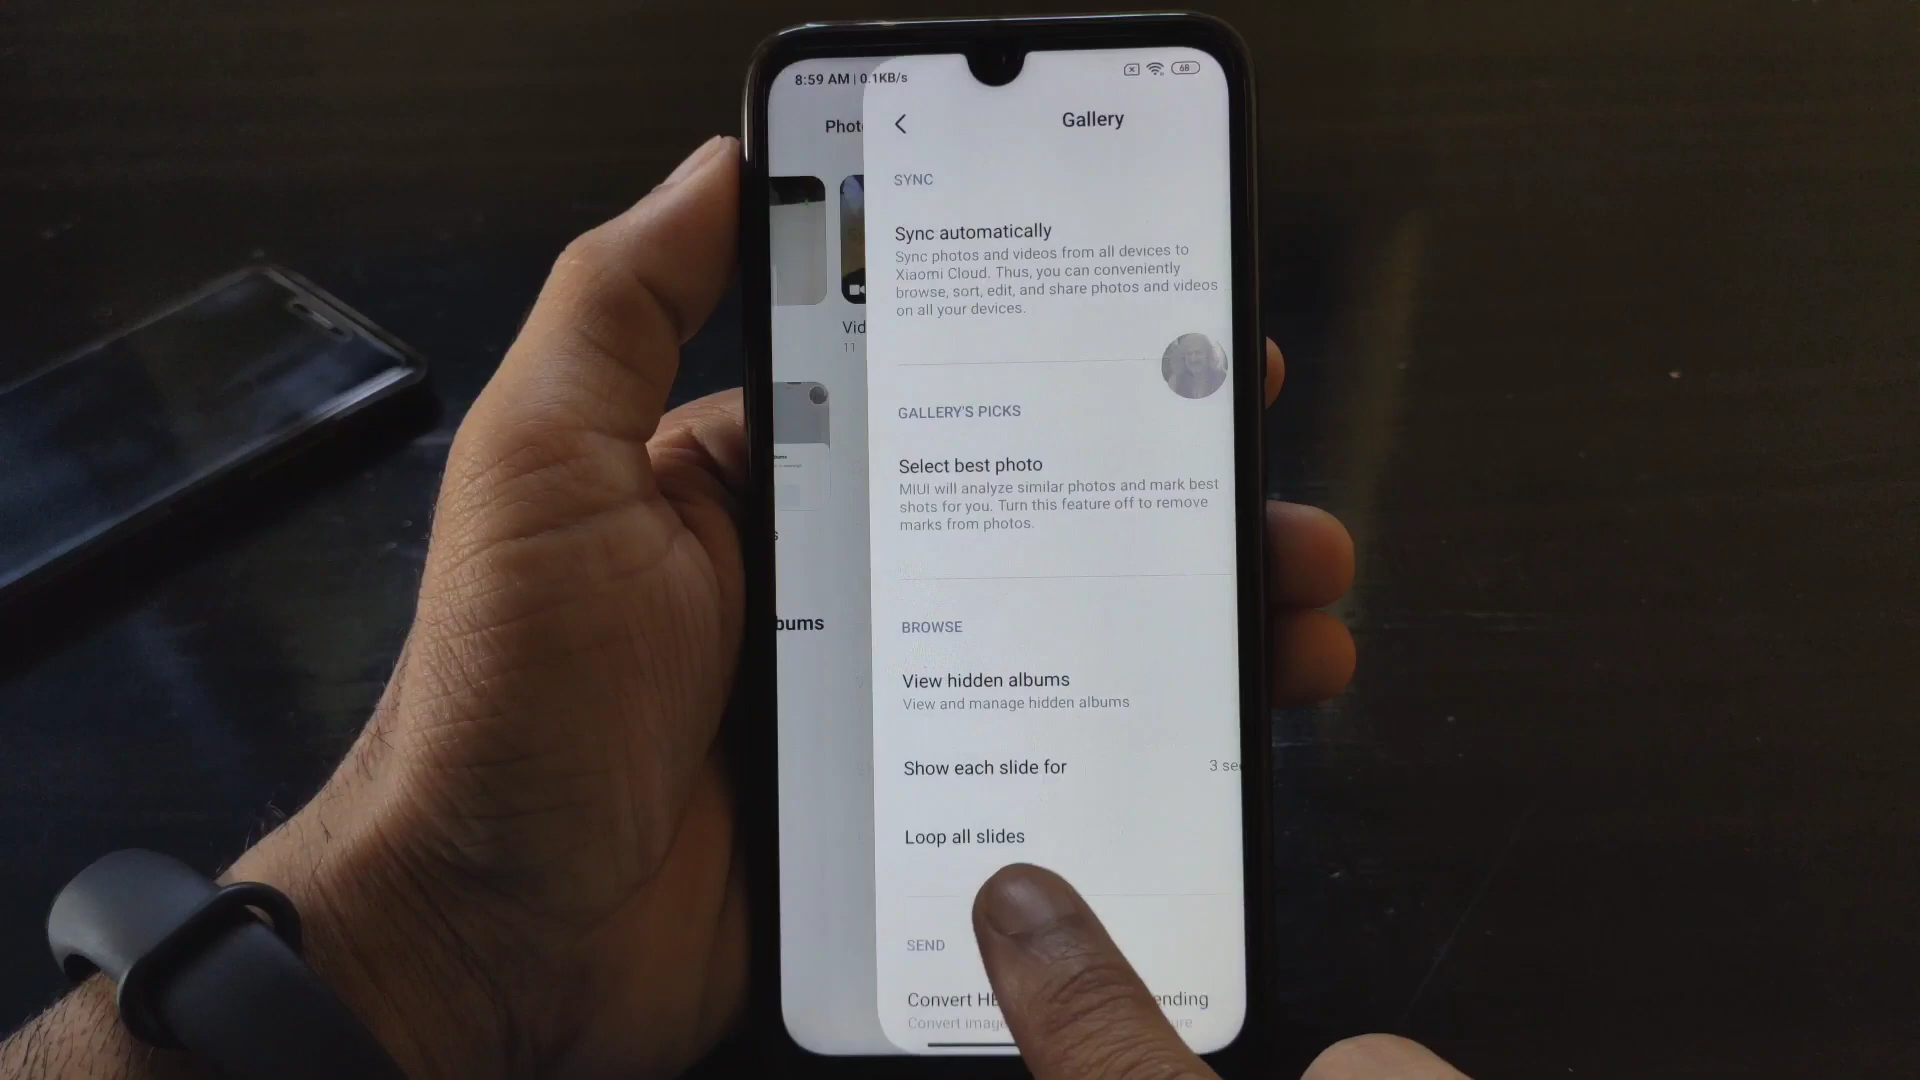 8:59 AM | 0.1KB/s
68
Phot
Gallery
SYNC
Sync automatically
Sync photos and videos from all devices to
Xiaomi Cloud. Thus, you can conveniently
browse, sort, edit, and share photos and videos
on all your devices.
Vid
11
GALLERY'S PICKS
Select best photo
MIUI will analyze similar photos and mark best
shots for you. Turn this feature off to remove
marks from photos.
s
bums
BROWSE
View hidden albums
View and manage hidden albums
Show each slide for
3 sec
Loop all slides
SEND
Convert HE ending
Convert image ure